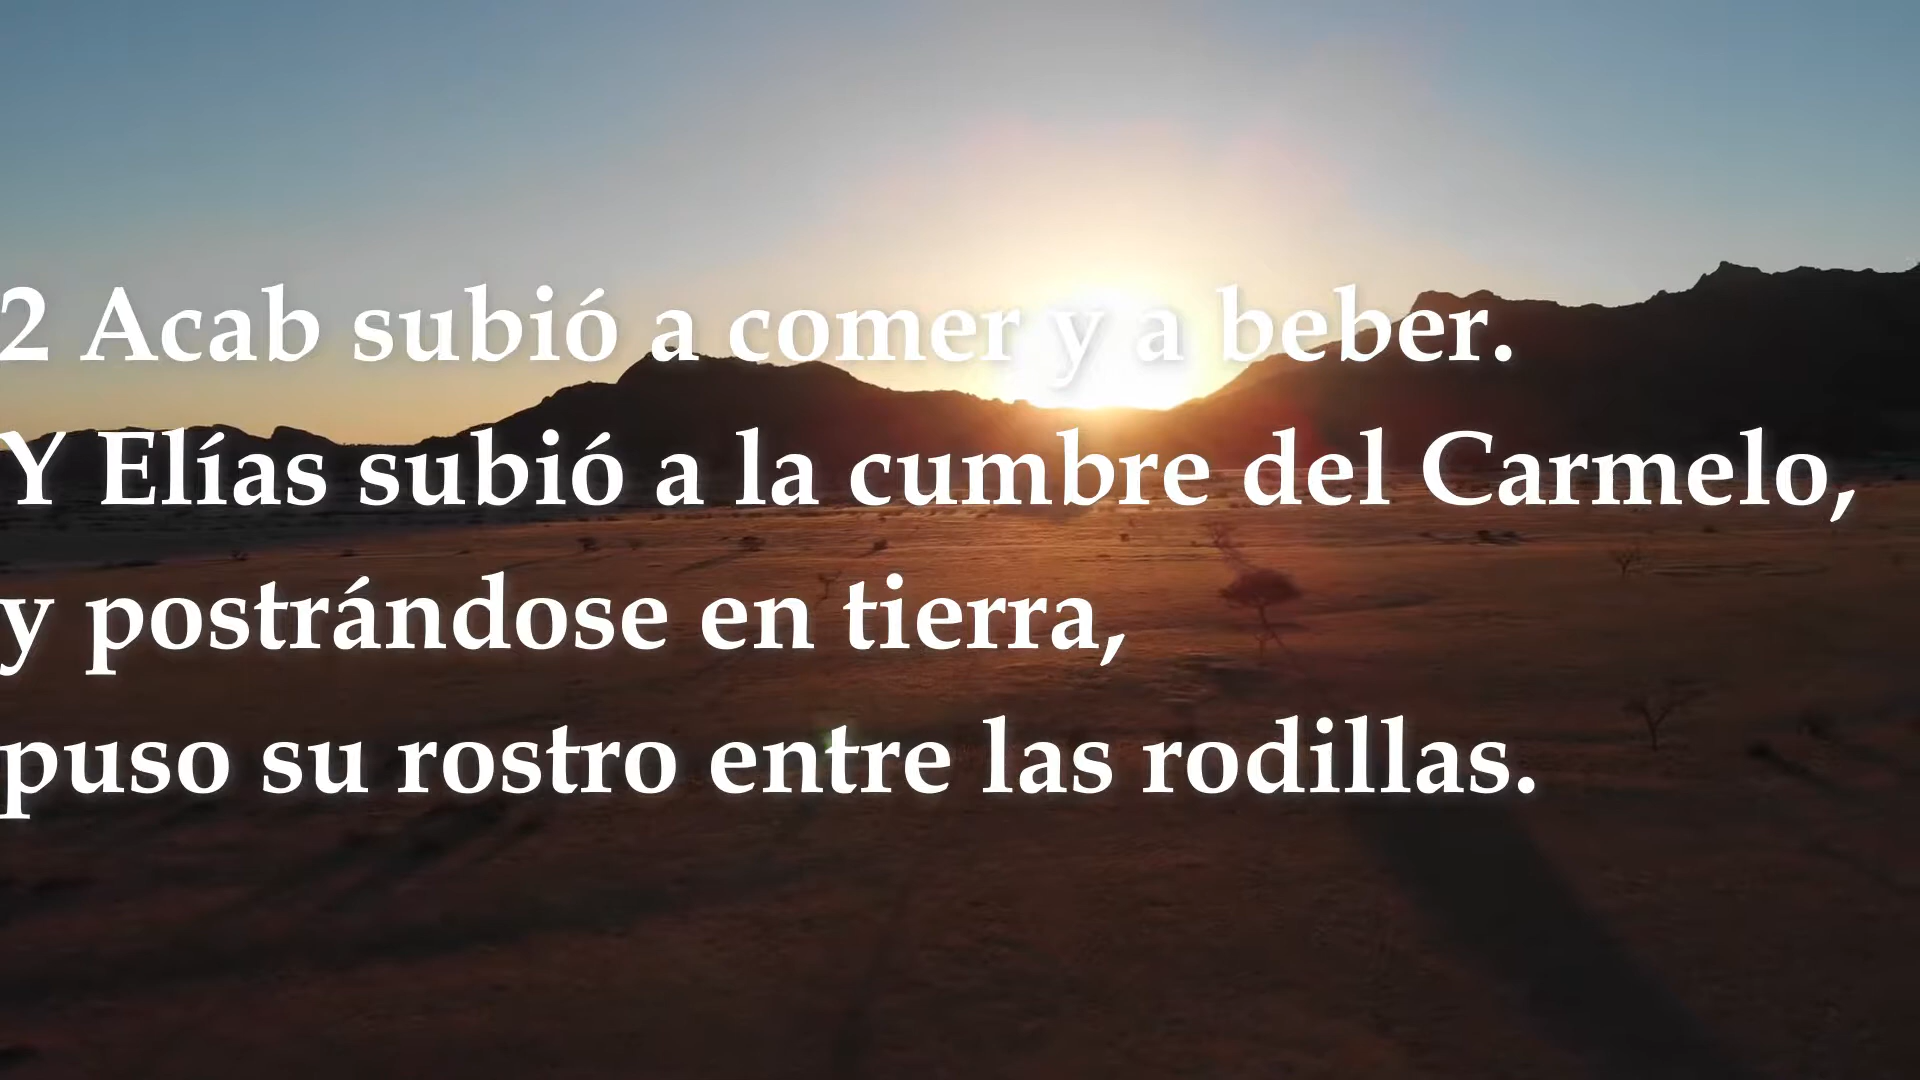 2 Acab subió a comer y a beber.
Y Elías subió a la cumbre del Carmelo,
y postrándose en tierra,
puso su rostro entre las rodillas.